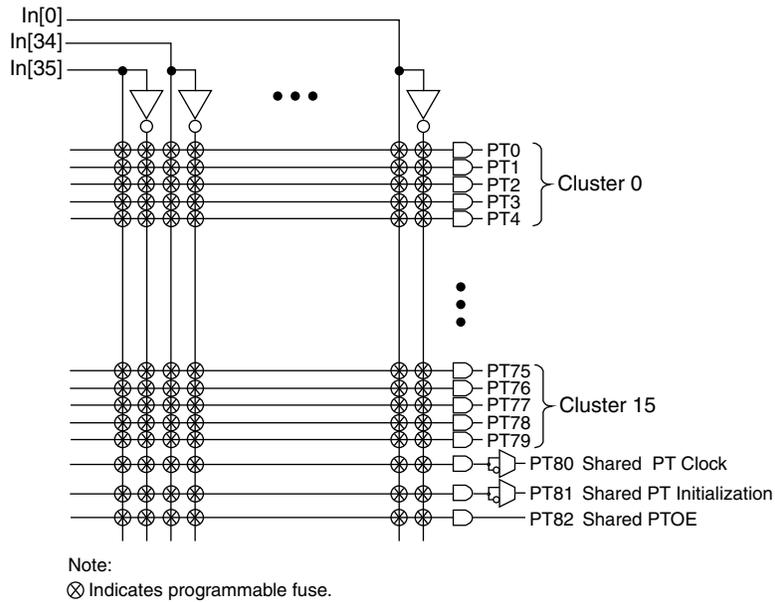 In[0]
In[34]
In[35]
PT0
PT1
PT2
PT3
PT4
Cluster 0
PT75
PT76
PT77
PT78
PT79
Cluster 15
PT80 Shared PT Clock
PT81 Shared PT Initialization
PT82 Shared PTOE
Note:
Indicates programmable fuse.